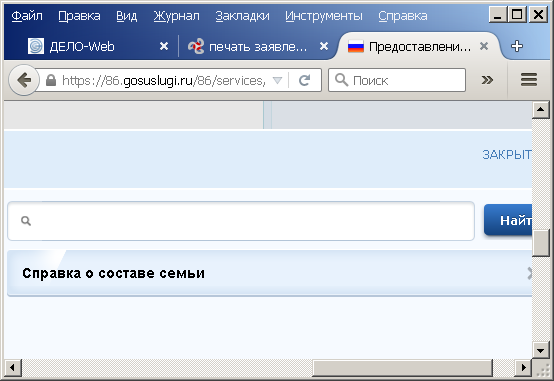 Файл Правка Вид Журнал Закладки Инструменты Справка
ДЕЛО-Web печать заявле... Предоставлени...
https://86.gosuslugi.ru/86/services, Поиск
ЗАКРЫТ
Найт
Справка о составе семьи